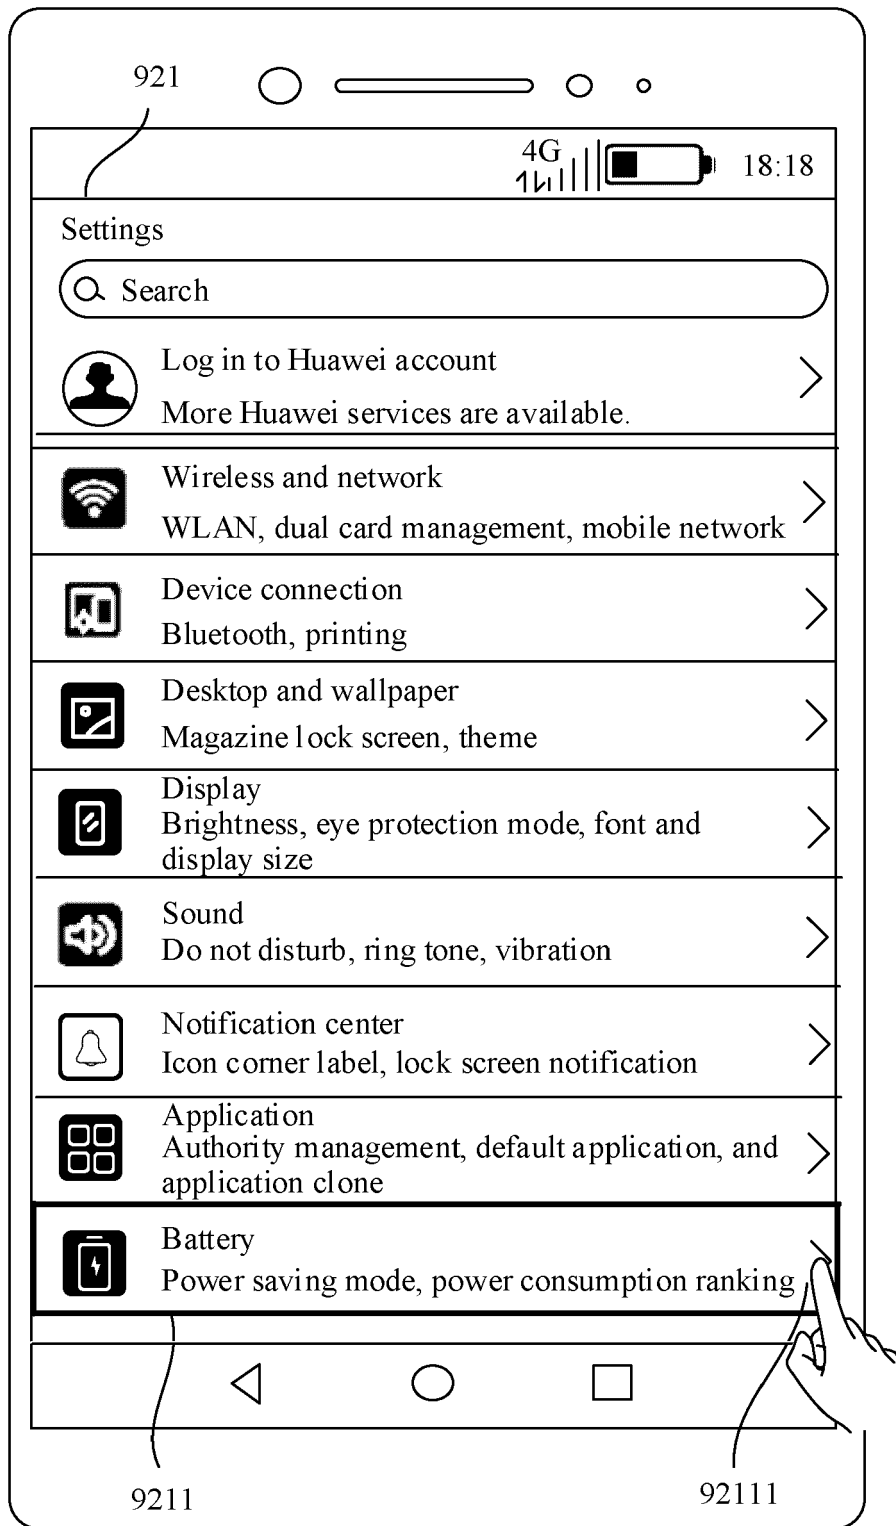 921
4G
18:18
Settings
Search
Log in to Huawei account
More Huawei services are available.
Wireless and network
WLAN, dual card management, mobile network
Device connection
Bluetooth, printing
Desktop and wallpaper
Magazine lock screen, theme
Display
Brightness, eye protection mode, font and
display size
Sound
Do not disturb, ring tone, vibration
Notification center
Icon corner label, lock screen notification
Application
Authority management, default application, and
application clone
Battery
Power saving mode, power consumption ranking
9211
92111